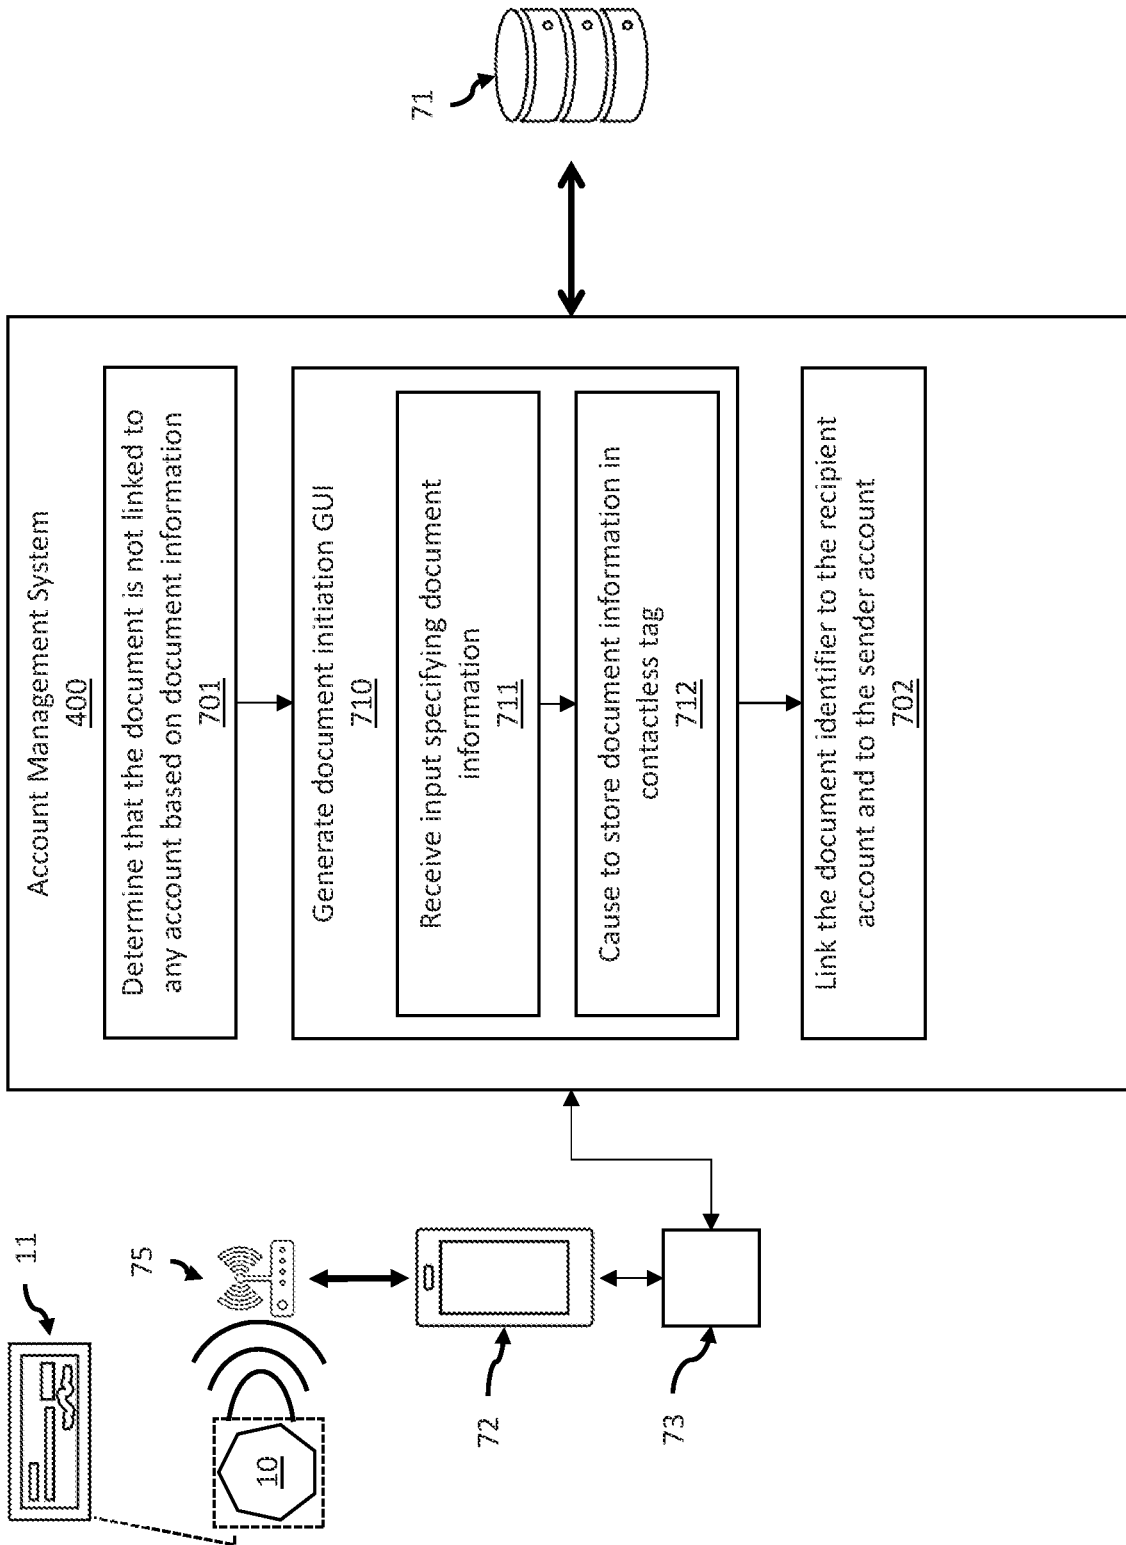 Account Management System
400
Determine that the document is not linked to
any account based on document information
701
Generate document initiation GUI
710
Receive input specifying document
information
711
Cause to store document information in
contactless tag
712
Link the document identifier to the recipient
account and to the sender account
702
11
10
75
72
73
71